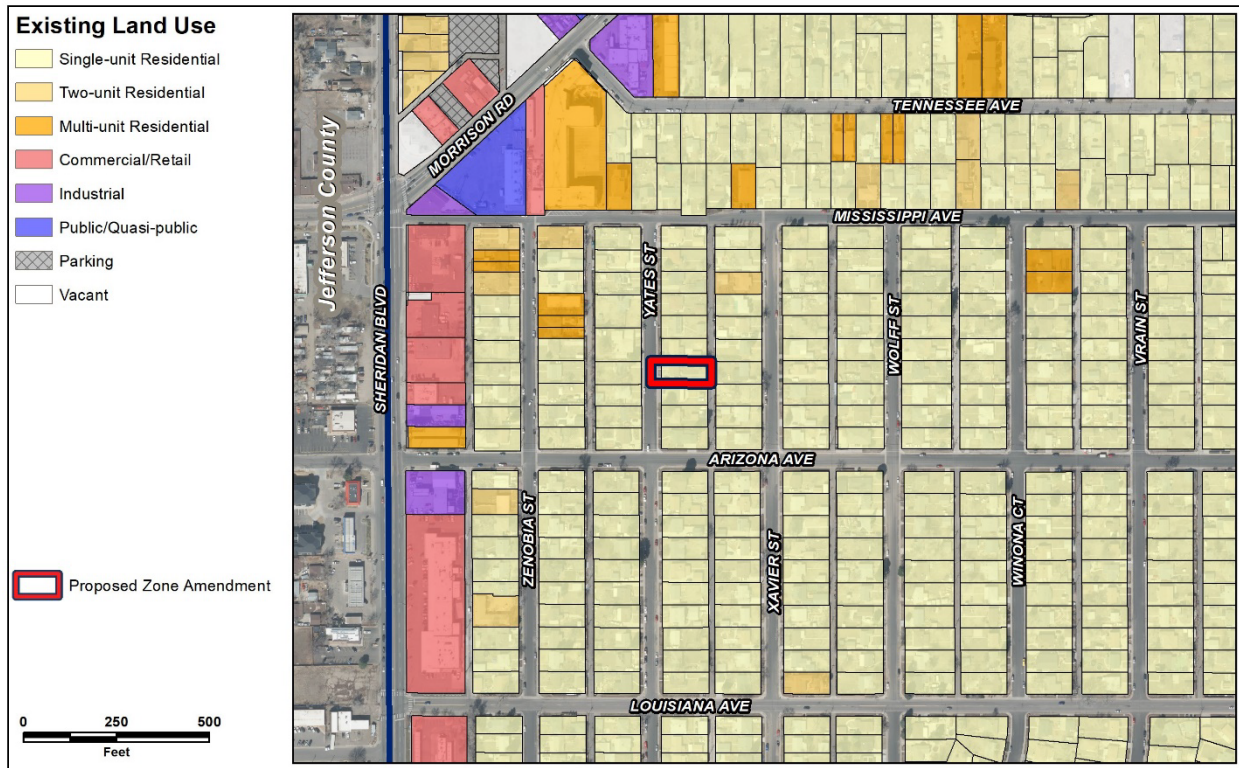 Existing Land Use
Single-unit Residential
Two-unit Residential
Multi-unit Residential
Commercial/Retail
Industrial
Public/Quasi-public
Parking
Vacant
Proposed Zone Amendment
0 250 500
Feet
Jefferson County
SHERIDAN BLVD
MORRISON RD
TENNESSEE AVE
MISSISSIPPI AVE
YATES ST
WOLFF ST
VRAIN ST
ARIZONA AVE
ZENOBIA ST
XAVIER ST
WINONA CT
LOUISIANA AVE